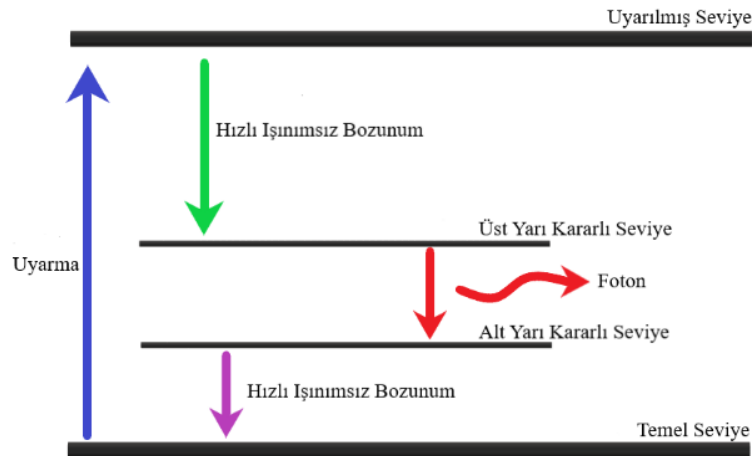 Uyarılmış Seviye
Hızlı Işınımsız Bozunum
Üst Yarı Kararlı Seviye
Uyarma
Foton
Alt Yarı Kararlı Seviye
Hızlı Işınımsız Bozunum
Temel Seviye